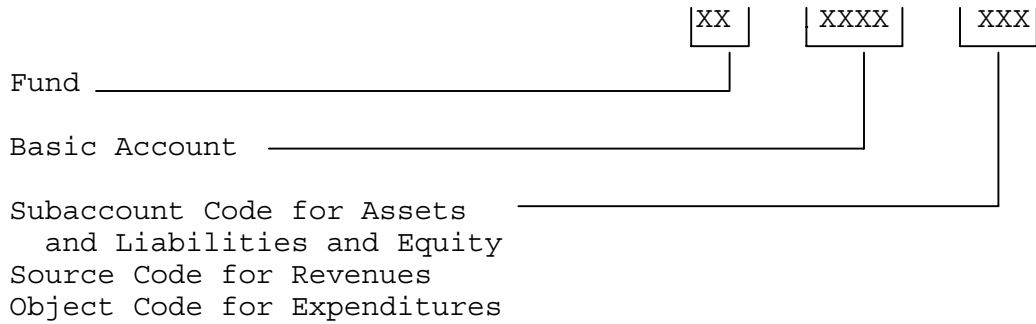 XX XXXX XXX
Fund
Basic Account
Subaccount Code for Assets
and Liabilities and Equity
Source Code for Revenues
Object Code for Expenditures